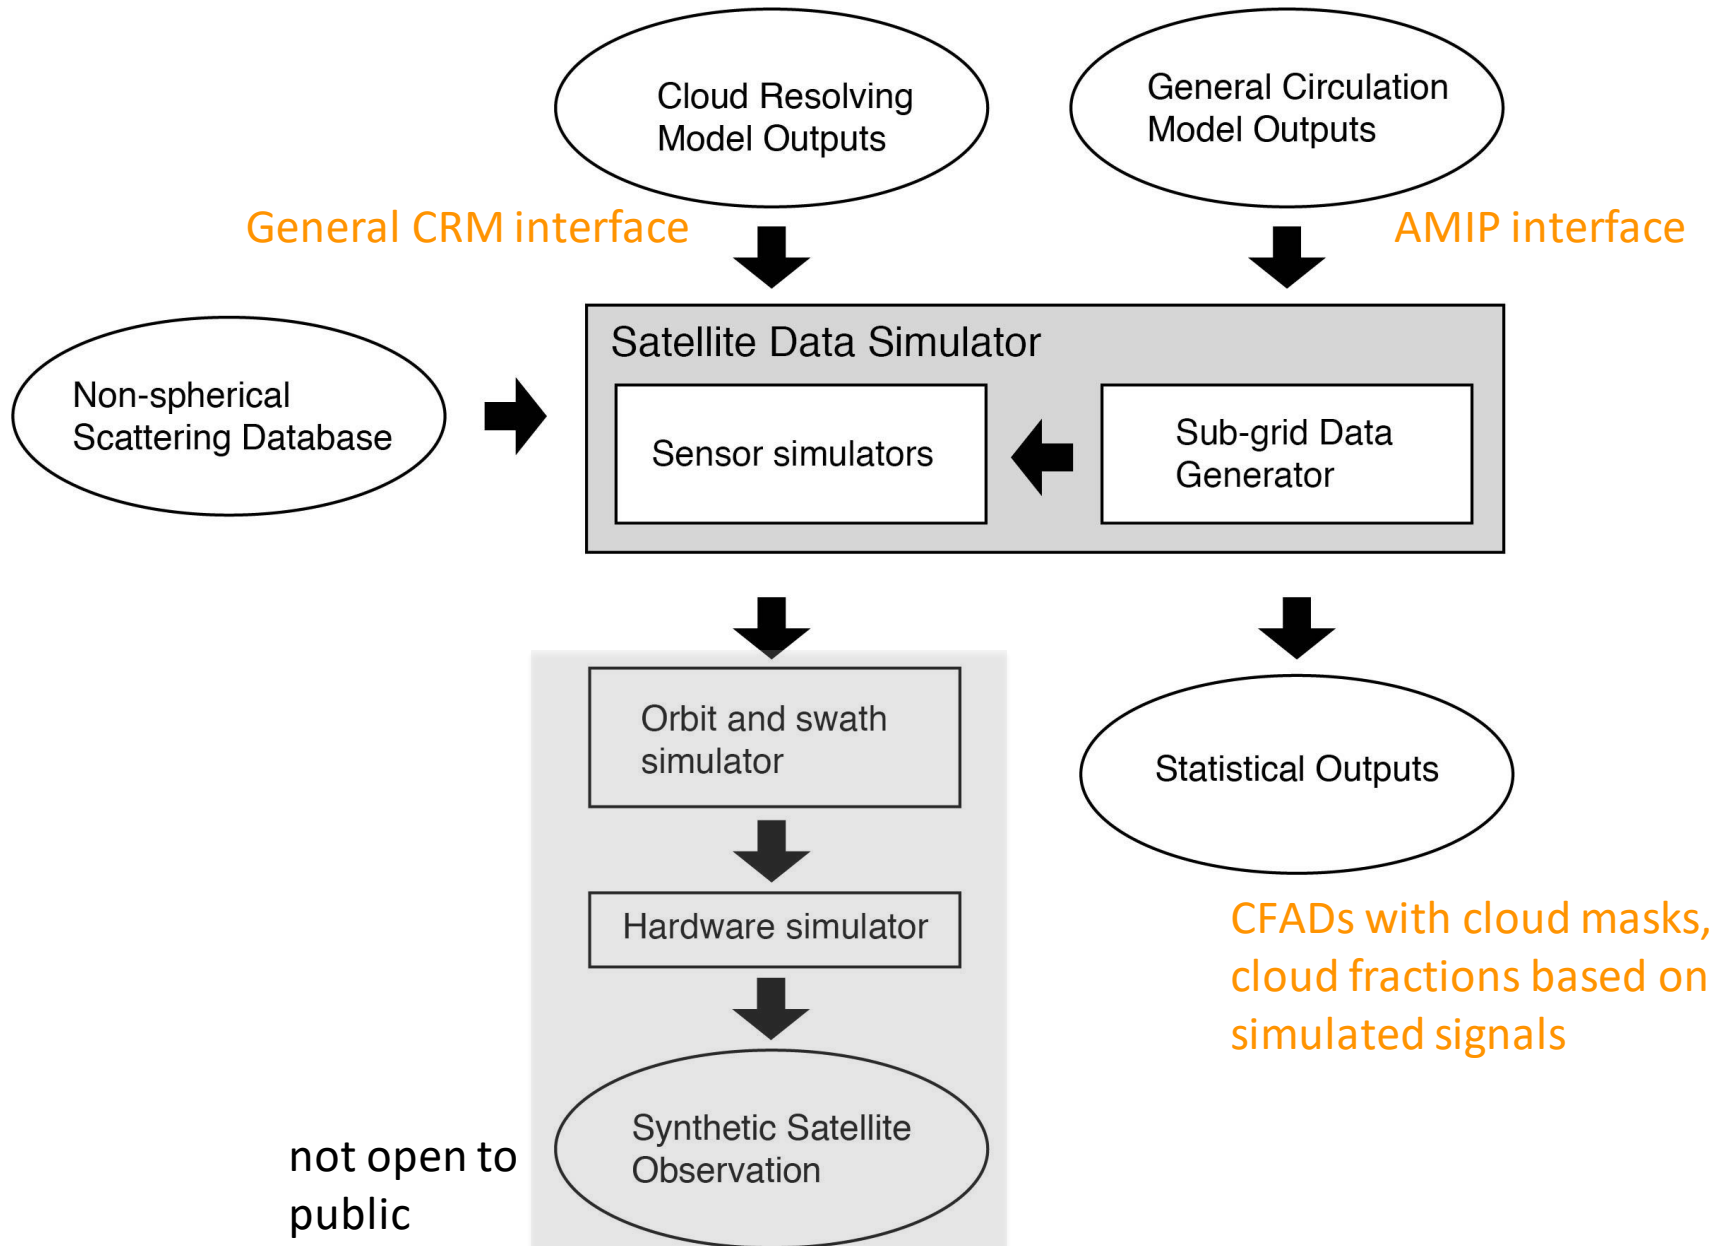 Cloud Resolving
Model Outputs
General Circulation
Model Outputs
General CRM interface
AMIP interface
Satellite Data Simulator
Non-spherical
Scattering Database
Sensor simulators
Sub-grid Data
Generator
Orbit and swath
simulator
Statistical Outputs
Hardware simulator
CFADs with cloud masks,
cloud fractions based on
simulated signals
Synthetic Satellite
Observation
not open to
public